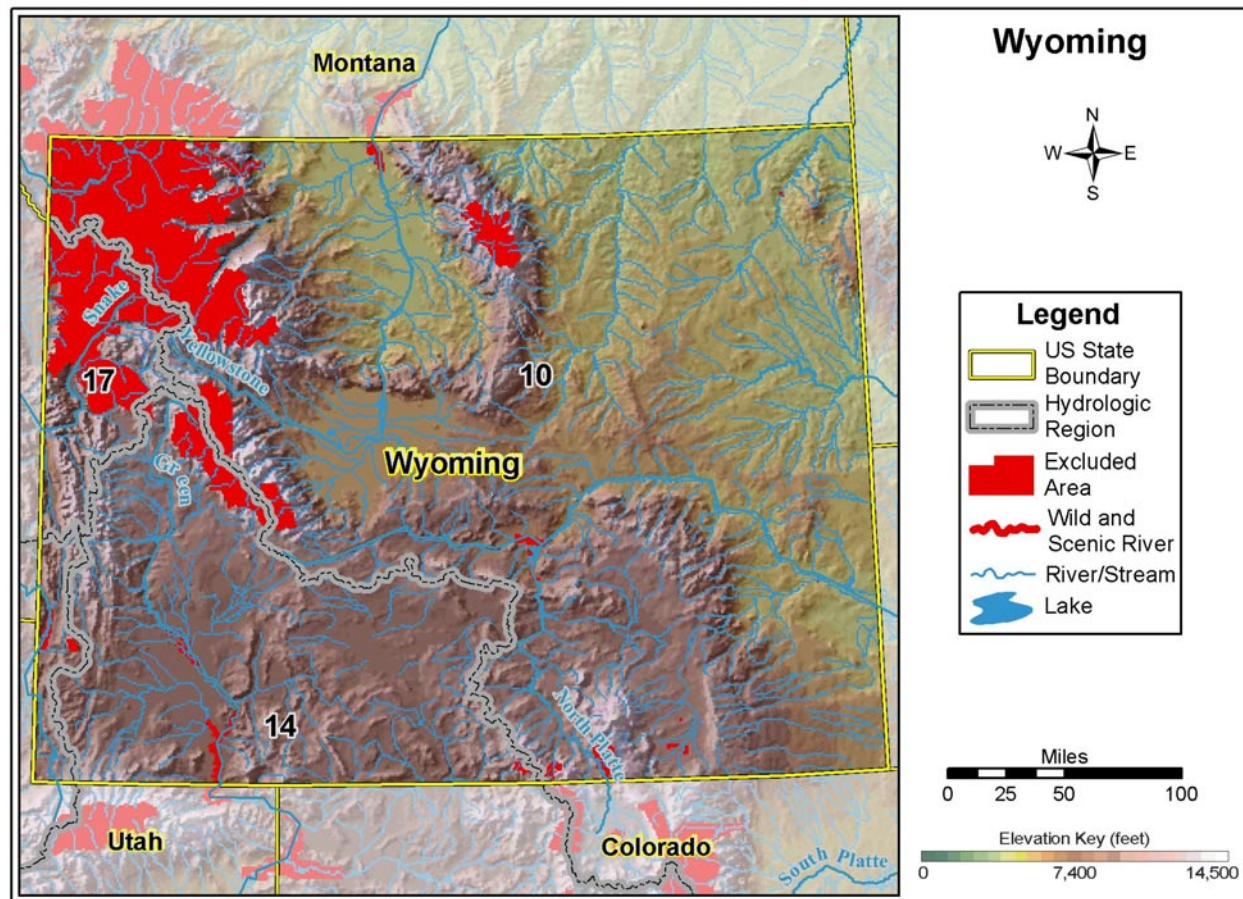 Wyoming
Montana
N
W E
S
Snake
Yellowstone
17
10
Wyoming
Green
14
North Platte
Utah
Colorado
South Platte
Legend
US State
Boundary
Hydrologic
Region
Excluded
Area
Wild and
Scenic River
River/Stream
Lake
Miles
0 25 50 100
Elevation Key (feet)
0 7,400 14,500